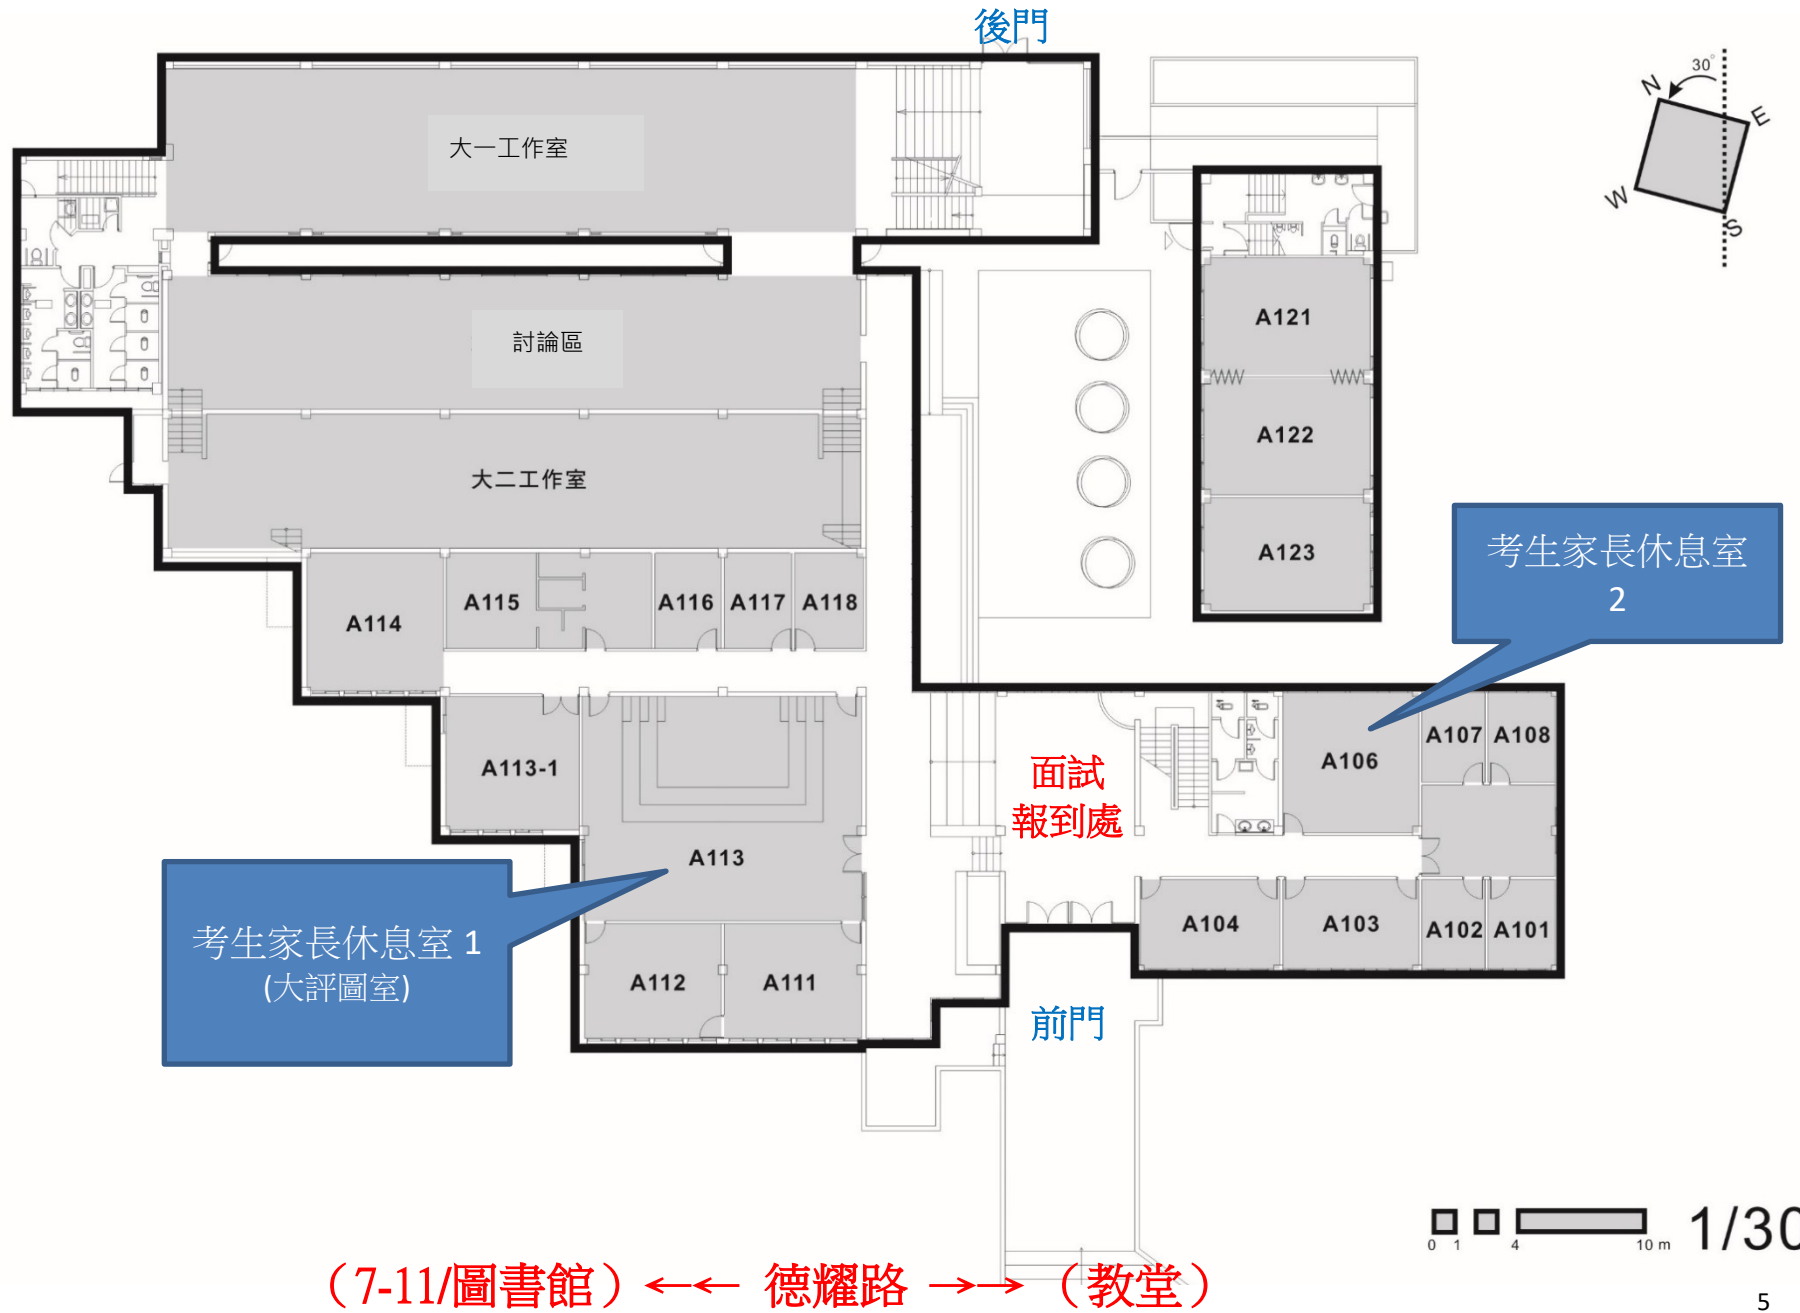 後門
30°
N
E
W
S
大一工作室
A121
討論區
A122
大二工作室
考生家長休息室
2
A123
A114
A115
A116
A117
A118
A113-1
面試
報到處
A106
A107
A108
A113
考生家長休息室 1
(大評圖室)
A104
A103
A102
A101
A112
A111
前門
0 1 4 10 m
1/30
（7-11/圖書館）←← 德耀路 →→ （教堂）
5